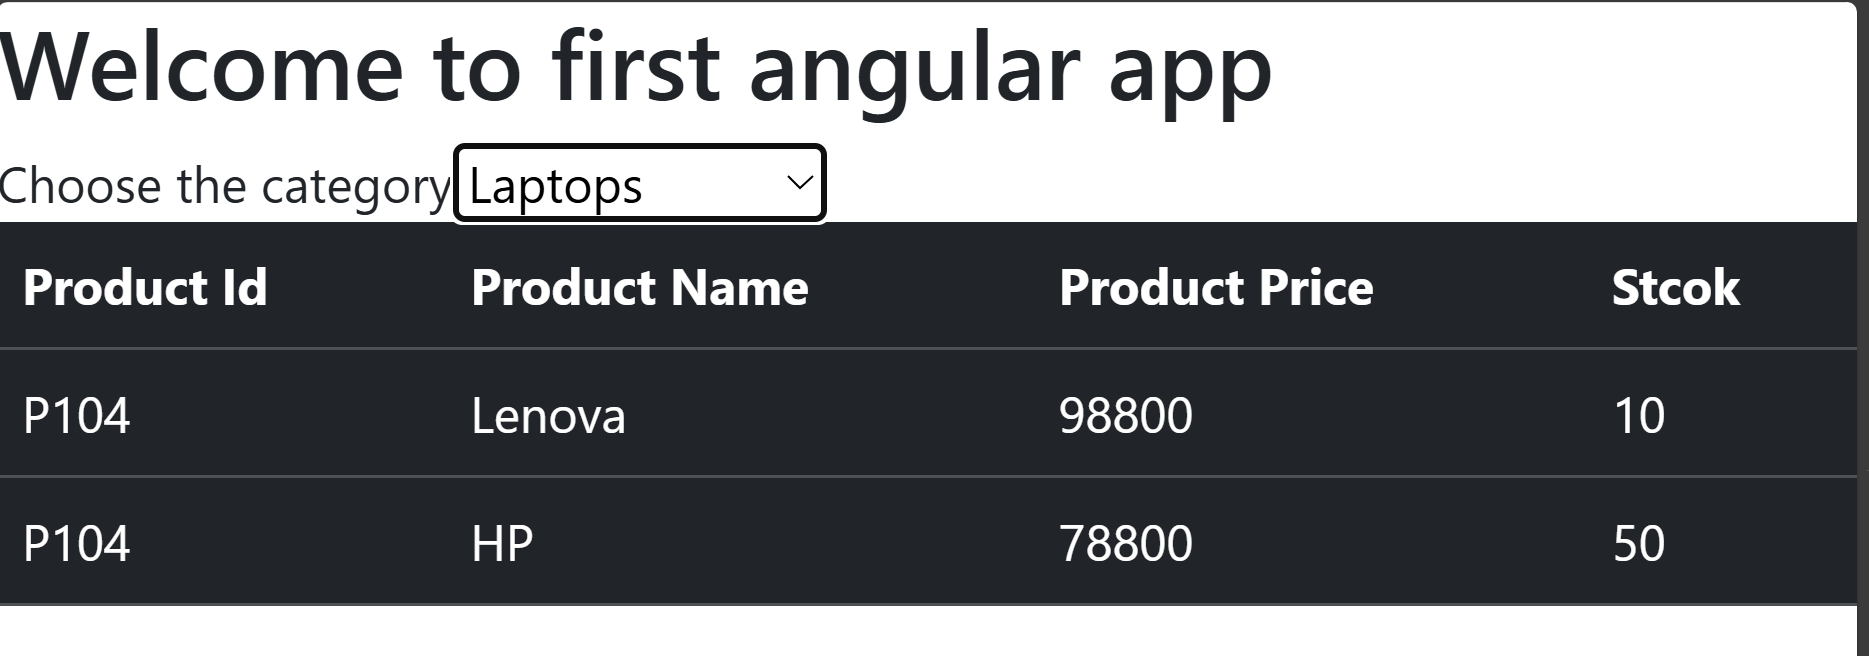 Welcome to first angular app
Choose the category Laptops
Product Id Product Name Product Price Stcok
P104 Lenova 98800 10
P104 HP 78800 50